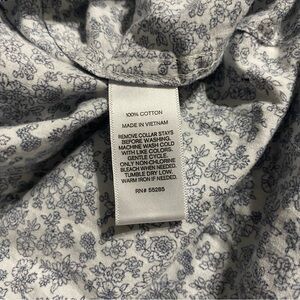 100% COTTON
MADE IN VIETNAM
REMOVE COLLAR STAYS
BEFORE WASHING.
MACHINE WASH COLD
WITH LIKE COLORS.
GENTLE CYCLE.
ONLY NON-CHLORINE
BLEACH WHEN NEEDED.
TUMBLE DRY LOW.
WARM IRON IF NEEDED.
RN# 55285